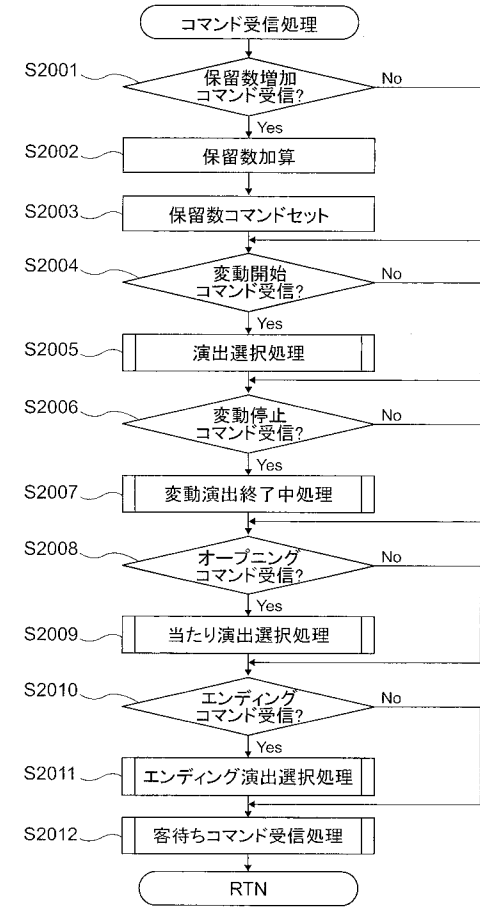 コマンド受信処理
S2001
保留数増加
コマンド受信?
No
Yes
S2002
保留数加算
S2003
保留数コマンドセット
S2004
変動開始
コマンド受信?
No
Yes
S2005
演出選択処理
S2006
変動停止
コマンド受信?
No
Yes
S2007
変動演出終了中処理
S2008
オープニング
コマンド受信?
No
Yes
S2009
当たり演出選択処理
S2010
エンディング
コマンド受信?
No
Yes
S2011
エンディング演出選択処理
S2012
客待ちコマンド受信処理
RTN